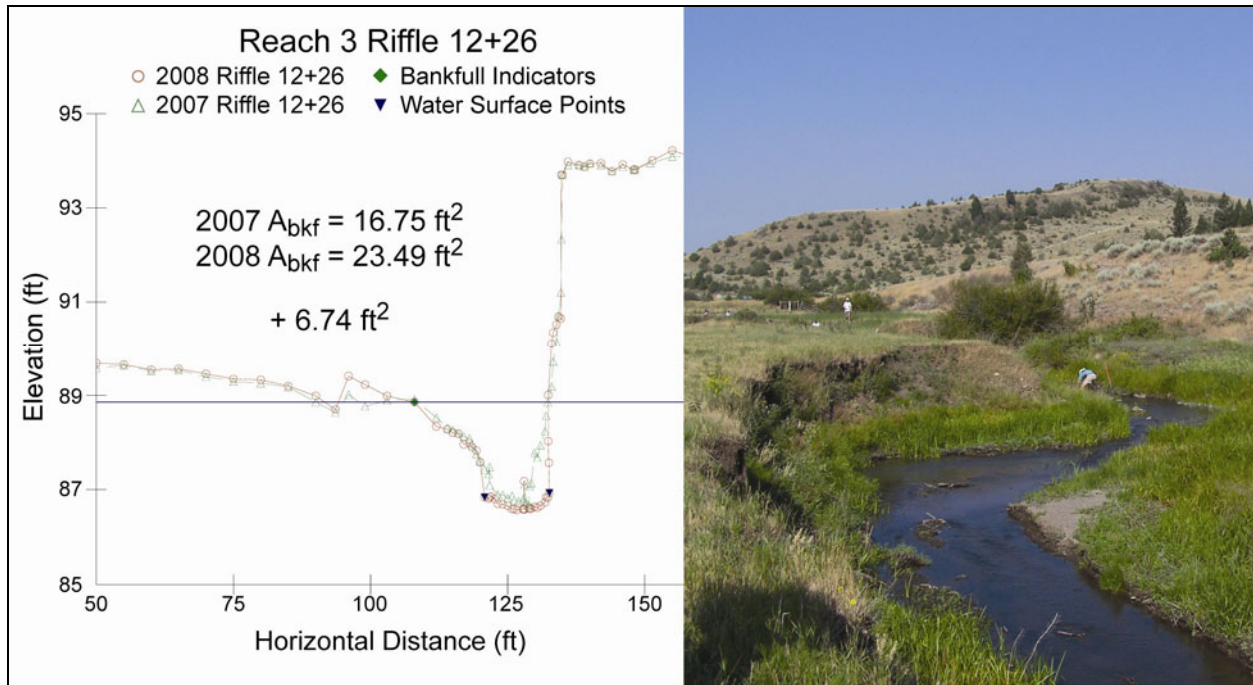 Reach 3 Riffle 12+26
2008 Riffle 12+26
Bankfull Indicators
2007 Riffle 12+26
Water Surface Points
95
93
91
89
87
85
Elevation (ft)
2007 Abkf = 16.75 ft2
2008 Abkf = 23.49 ft2
+ 6.74 ft2
50
75
100
125
150
Horizontal Distance (ft)